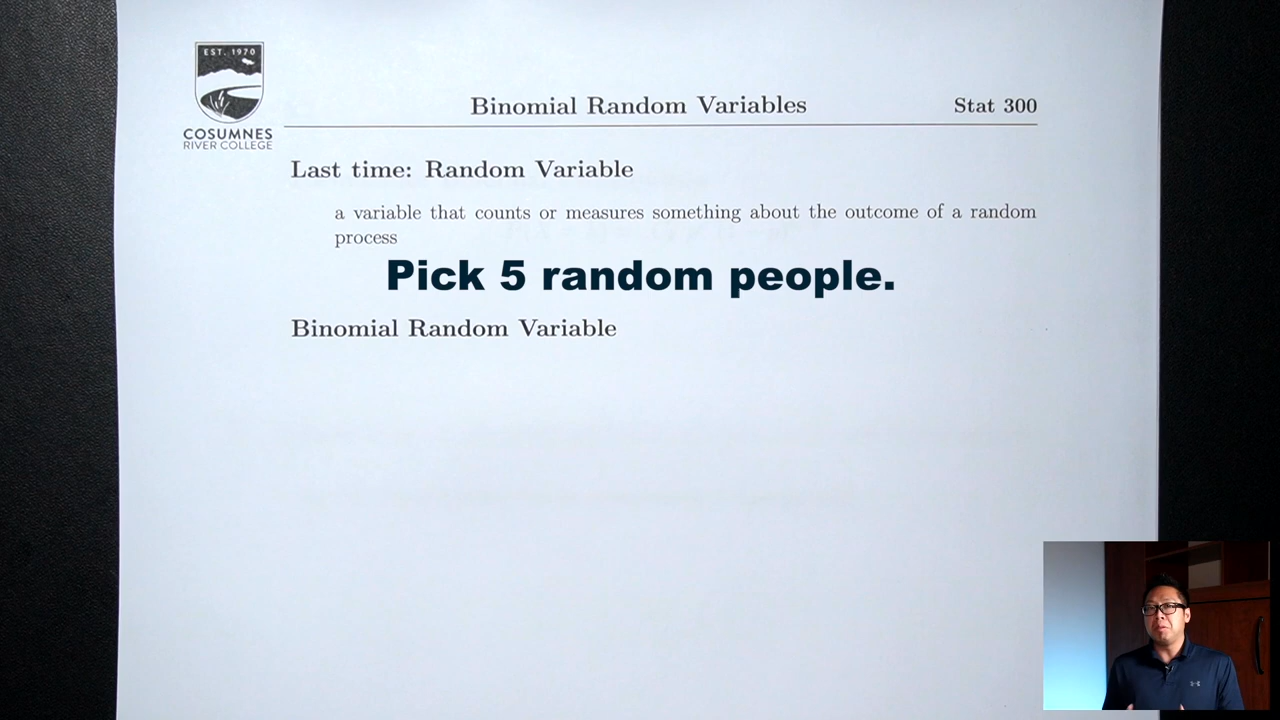 EST. 1970
COSUMNES
RIVER COLLEGE
Binomial Random Variables
Stat 300
Last time: Random Variable
a variable that counts or measures something about the outcome of a random
process
Pick 5 random people.
Binomial Random Variable